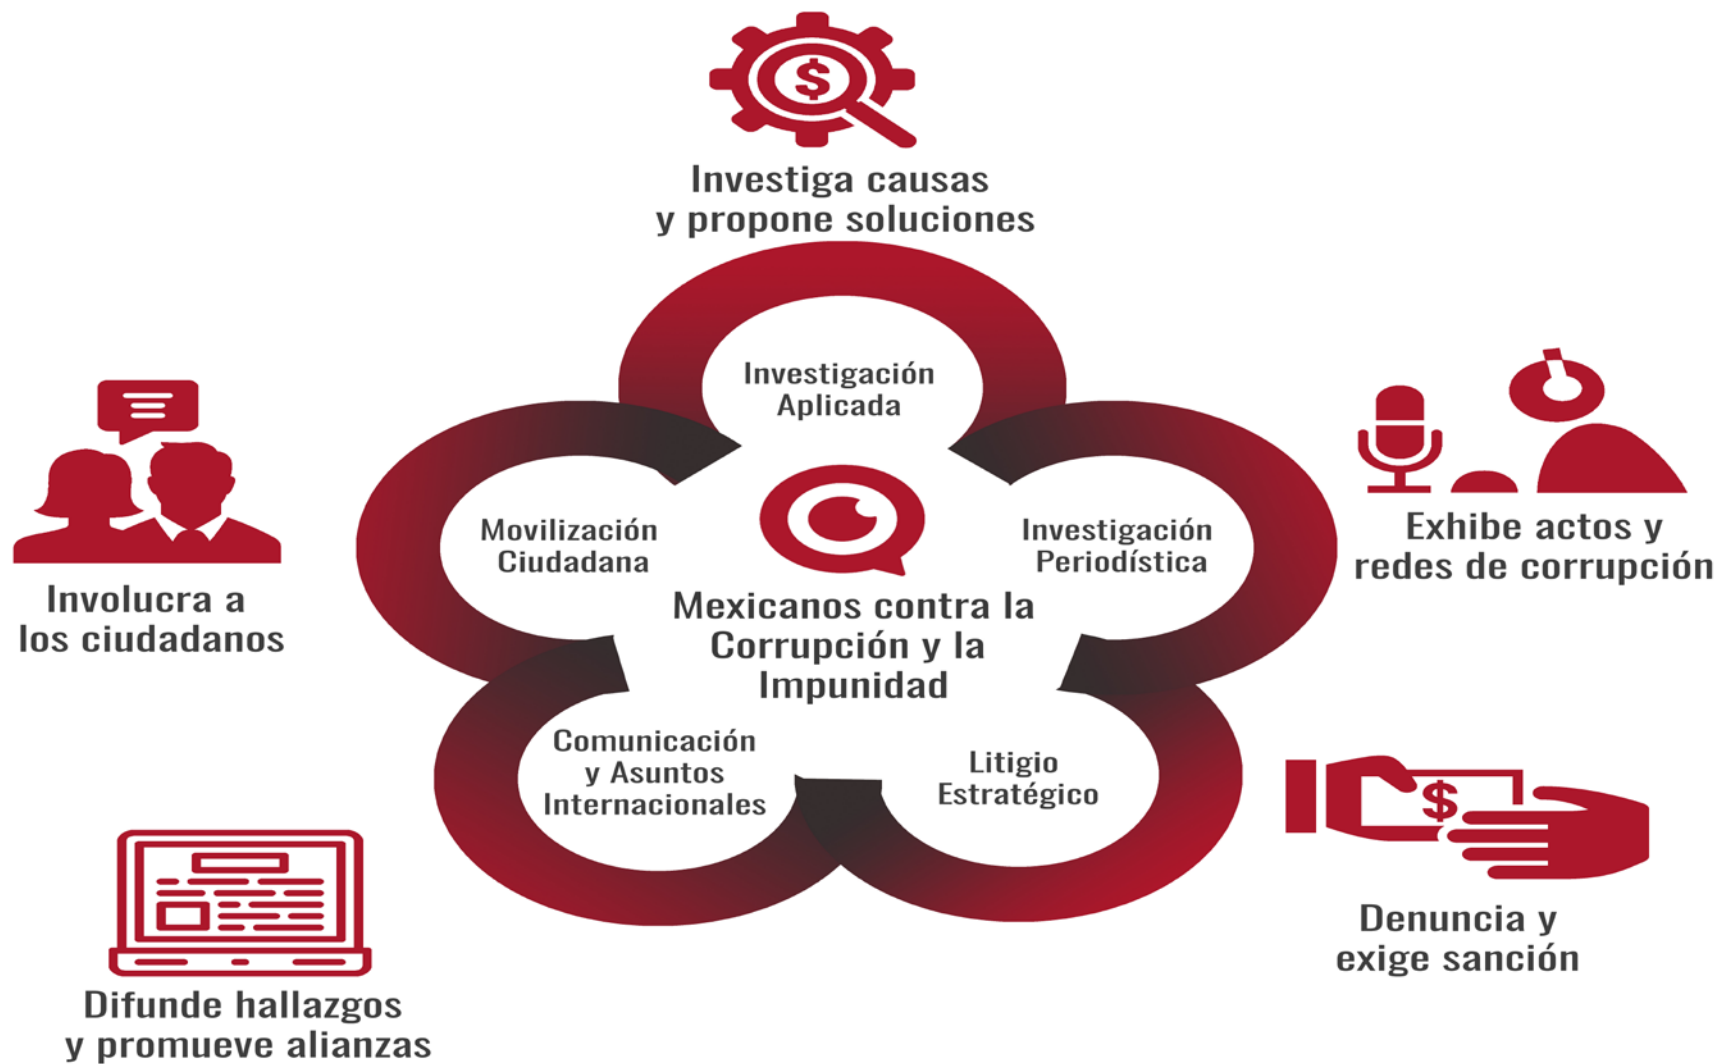 Investiga causas
y propone soluciones
Investigación
Aplicada
Movilización
Ciudadana
Investigación
Periodística
Exhibe actos y
redes de corrupción
Involucra a
los ciudadanos
Mexicanos contra la
Corrupción y la
Impunidad
Comunicación
y Asuntos
Internacionales
Litigio
Estratégico
$
$
Denuncia y
exige sanción
Difunde hallazgos
y promueve alianzas